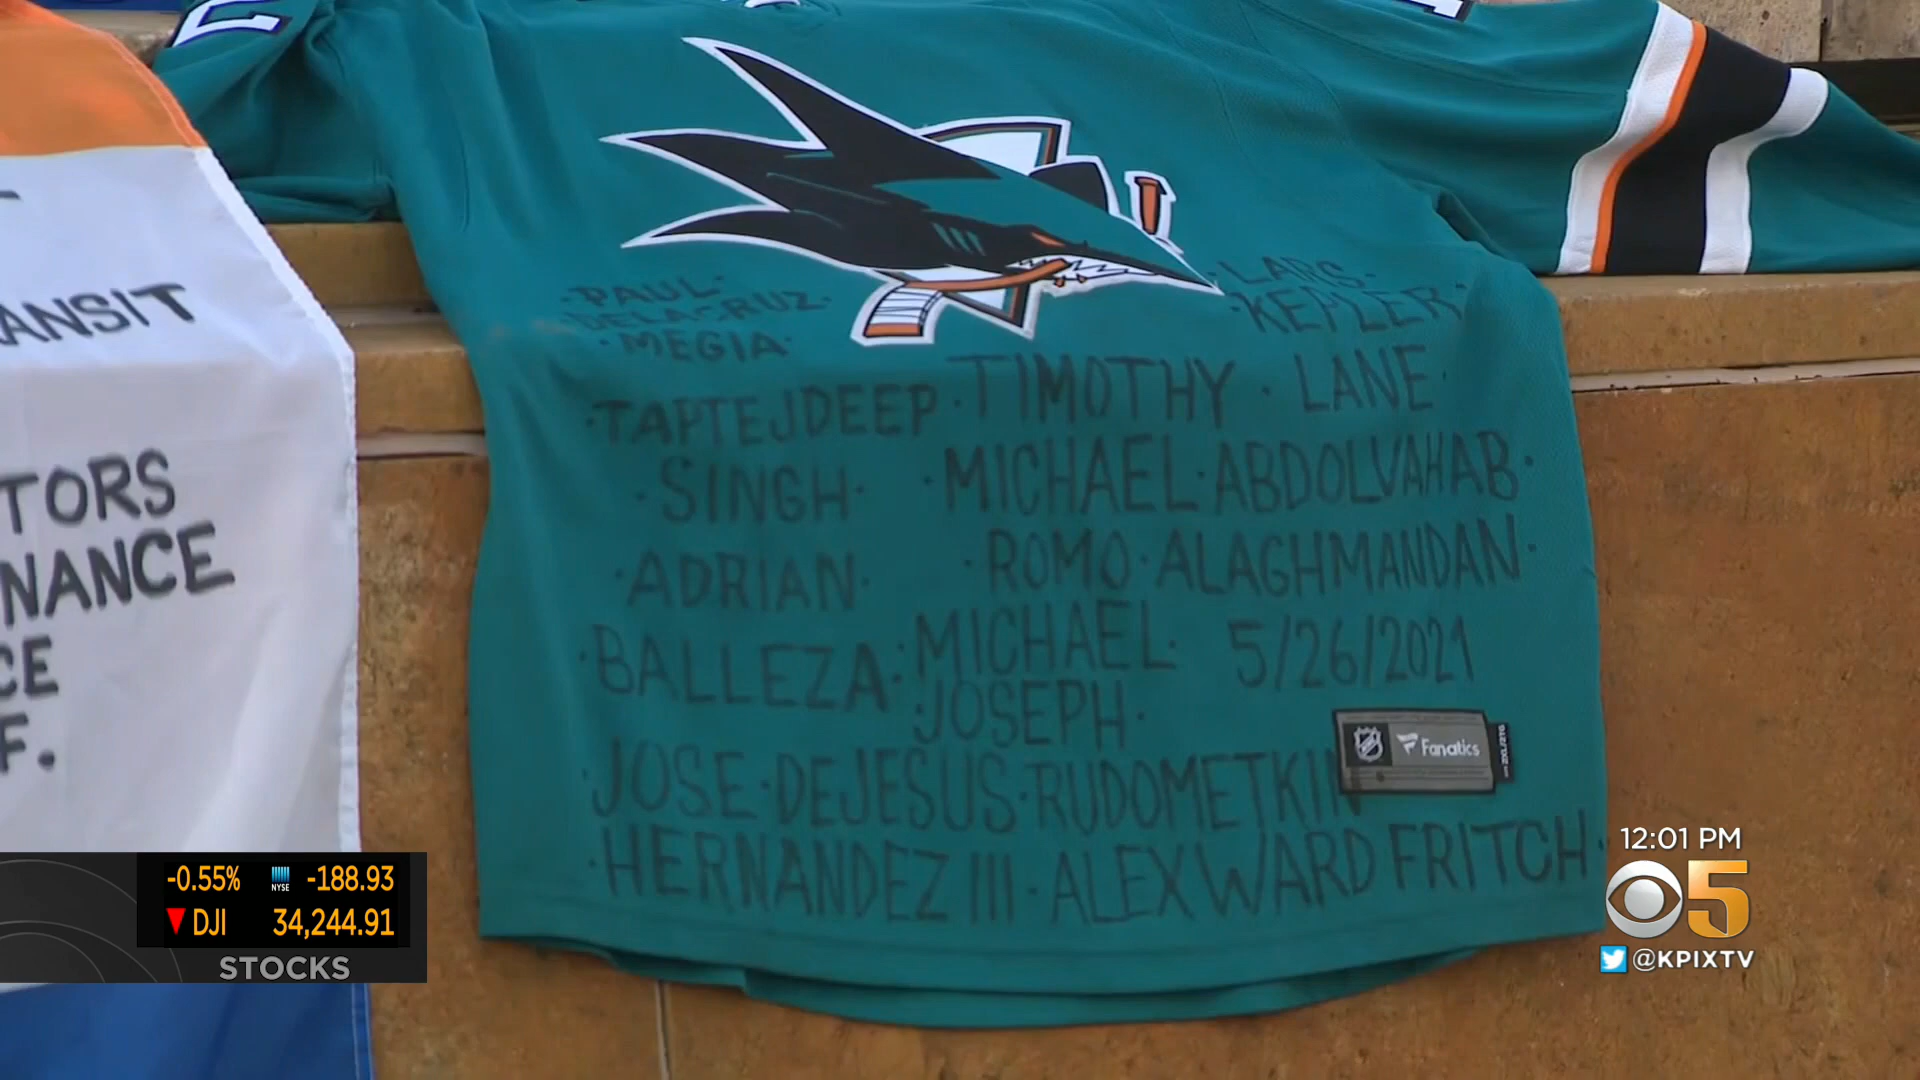 ANSIT
TORS
NANCE
CE
F.
·PAUL·
DELACRUZ·
·MEGIA·
·LARS·
·KEPLER·
·TAPTEJDEEP
·SINGH·
·ADRIAN·
·BALLEZA·
·TIMOTHY·
·MICHAEL·
·ROMO·
·MICHAEL·
·JOSEPH·
LANE·
ABDOLVAHAB·
ALAGHMANDAN·
5/26/2021
·JOSE·DEJESUS·RUDOMETKIN
·HERNANDEZ III·ALEX WARD FRITCH·
NHL Fanatics
-0.55% NYSE -188.93
DJI 34,244.91
STOCKS
12:01 PM
5
@KPIXTV